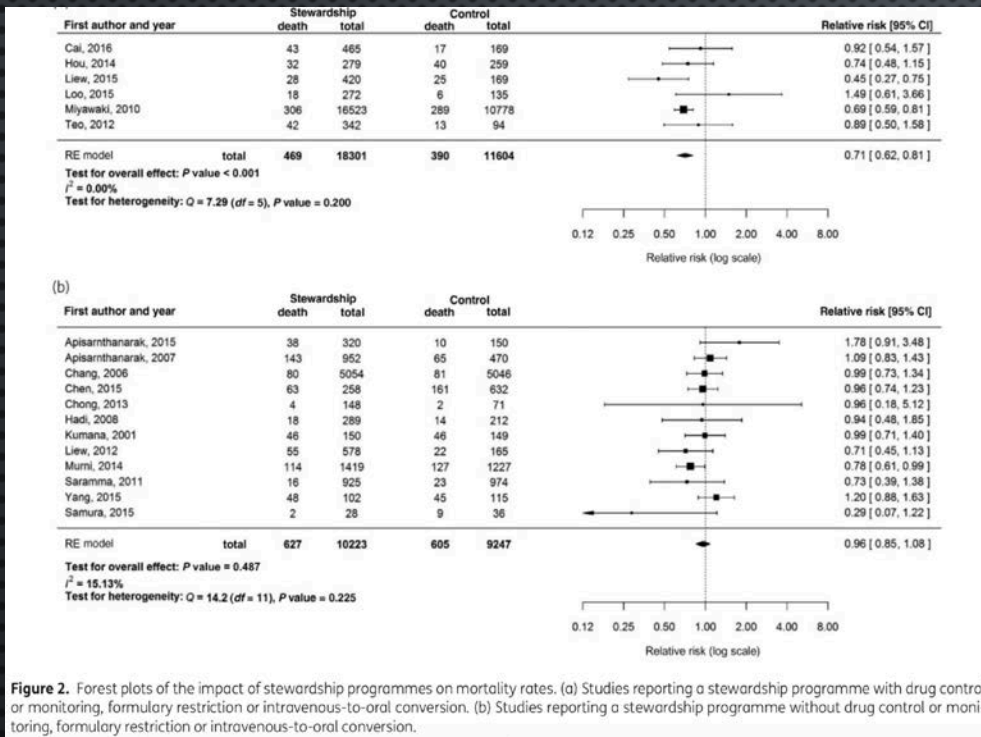 Stewardship Control
First author and year death total death total Relative risk [95% CI]
Cai, 2016 43 465 17 169 0.92 [ 0.54, 1.57 ]
Hou, 2014 32 279 40 259 0.74 [ 0.48, 1.15 ]
Liew, 2015 28 420 25 169 0.45 [ 0.27, 0.75 ]
Loo, 2015 18 272 6 135 1.49 [ 0.61, 3.66 ]
Miyawaki, 2010 306 16523 289 10778 0.69 [ 0.59, 0.81 ]
Teo, 2012 42 342 13 94 0.89 [ 0.50, 1.58 ]
RE model total 469 18301 390 11604 0.71 [ 0.62, 0.81 ]
Test for overall effect: P value < 0.001
I² = 0.00%
Test for heterogeneity: Q = 7.29 (df = 5), P value = 0.200
0.12 0.25 0.50 1.00 2.00 4.00 8.00
Relative risk (log scale)
(b)
Stewardship Control
First author and year death total death total Relative risk [95% CI]
Apisarnthanarak, 2015 38 320 10 150 1.78 [ 0.91, 3.48 ]
Apisarnthanarak, 2007 143 952 65 470 1.09 [ 0.83, 1.43 ]
Chang, 2006 80 5054 81 5046 0.99 [ 0.73, 1.34 ]
Chen, 2015 63 258 161 632 0.96 [ 0.74, 1.23 ]
Chong, 2013 4 148 2 71 0.96 [ 0.18, 5.12 ]
Hadi, 2008 18 289 14 212 0.94 [ 0.48, 1.85 ]
Kumana, 2001 46 150 46 149 0.99 [ 0.71, 1.40 ]
Liew, 2012 55 578 22 165 0.71 [ 0.45, 1.13 ]
Murni, 2014 114 1419 127 1227 0.78 [ 0.61, 0.99 ]
Saramma, 2011 16 925 23 974 0.73 [ 0.39, 1.38 ]
Yang, 2015 48 102 45 115 1.20 [ 0.88, 1.63 ]
Samura, 2015 2 28 9 36 0.29 [ 0.07, 1.22 ]
RE model total 627 10223 605 9247 0.96 [ 0.85, 1.08 ]
Test for overall effect: P value = 0.487
I² = 15.13%
Test for heterogeneity: Q = 14.2 (df = 11), P value = 0.225
0.12 0.25 0.50 1.00 2.00 4.00 8.00
Relative risk (log scale)
Figure 2. Forest plots of the impact of stewardship programmes on mortality rates. (a) Studies reporting a stewardship programme with drug contro
or monitoring, formulary restriction or intravenous-to-oral conversion. (b) Studies reporting a stewardship programme without drug control or moni
toring, formulary restriction or intravenous-to-oral conversion.